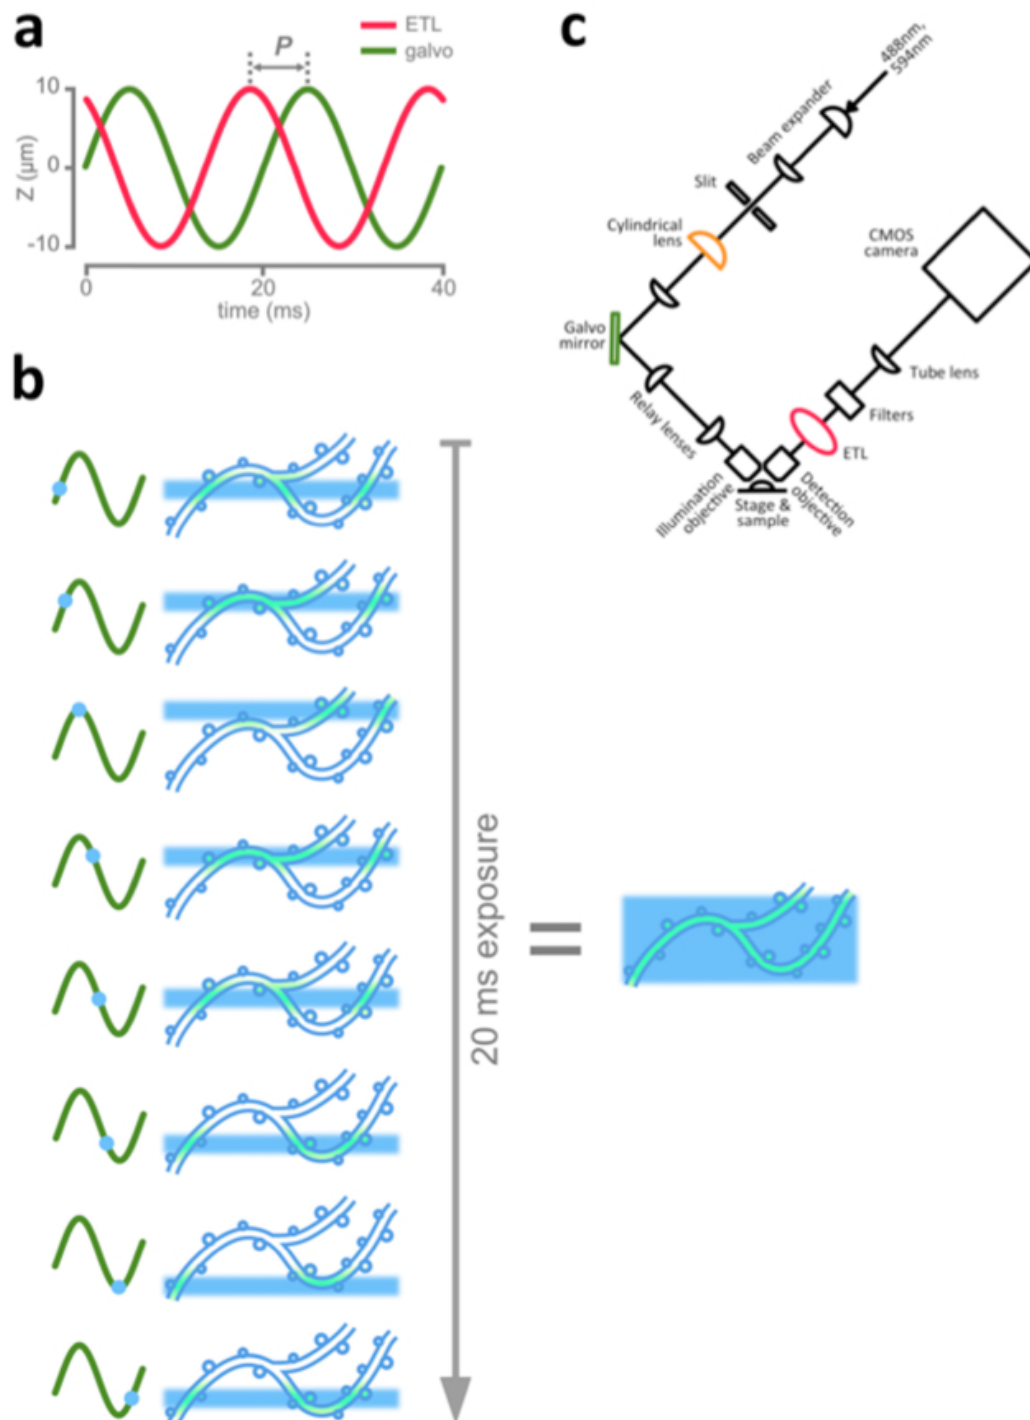 a
ETL
galvo
P
10
0
-10
Z (μm)
0
20
40
time (ms)
b
20 ms exposure
=
c
488nm,
594nm
Beam expander
Slit
Cylindrical
lens
CMOS
camera
Galvo
mirror
Relay lenses
Tube lens
Filters
ETL
Illumination
objective
Stage &
sample
Detection
objective